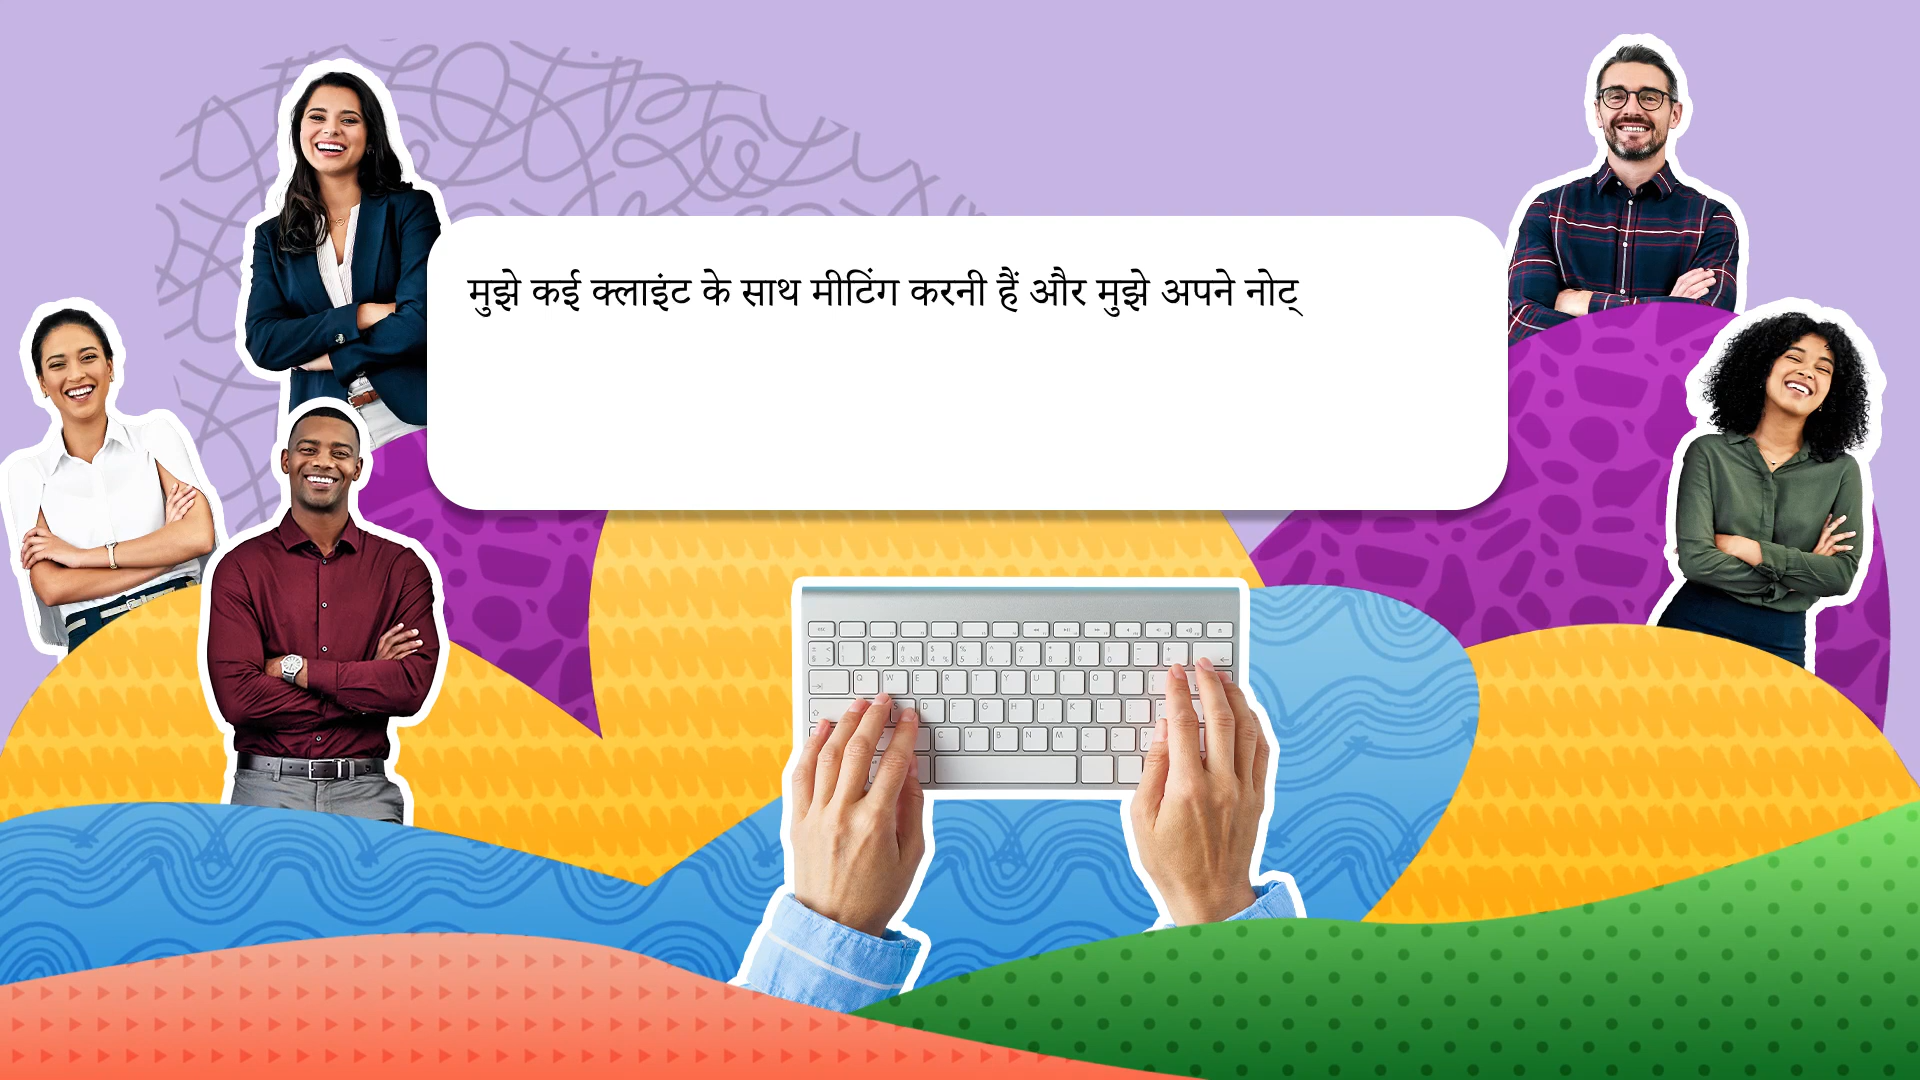 मुझे कई क्लाइंट के साथ मीटिंग करनी हैं और मुझे अपने नोट्